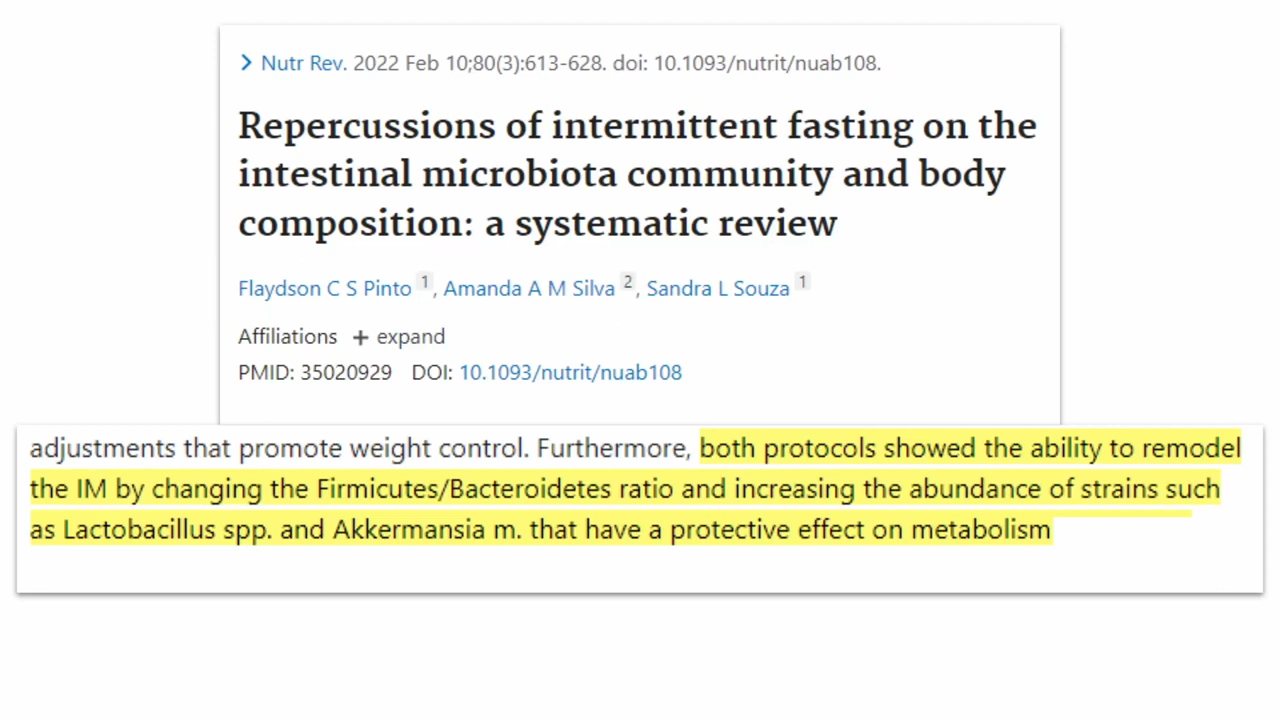 Nutr Rev. 2022 Feb 10;80(3):613-628. doi: 10.1093/nutrit/nuab108.
Repercussions of intermittent fasting on the
intestinal microbiota community and body
composition: a systematic review
Flaydson C S Pinto 1, Amanda A M Silva 2, Sandra L Souza 1
Affiliations + expand
PMID: 35020929 DOI: 10.1093/nutrit/nuab108
adjustments that promote weight control. Furthermore, both protocols showed the ability to remodel
the IM by changing the Firmicutes/Bacteroidetes ratio and increasing the abundance of strains such
as Lactobacillus spp. and Akkermansia m. that have a protective effect on metabolism